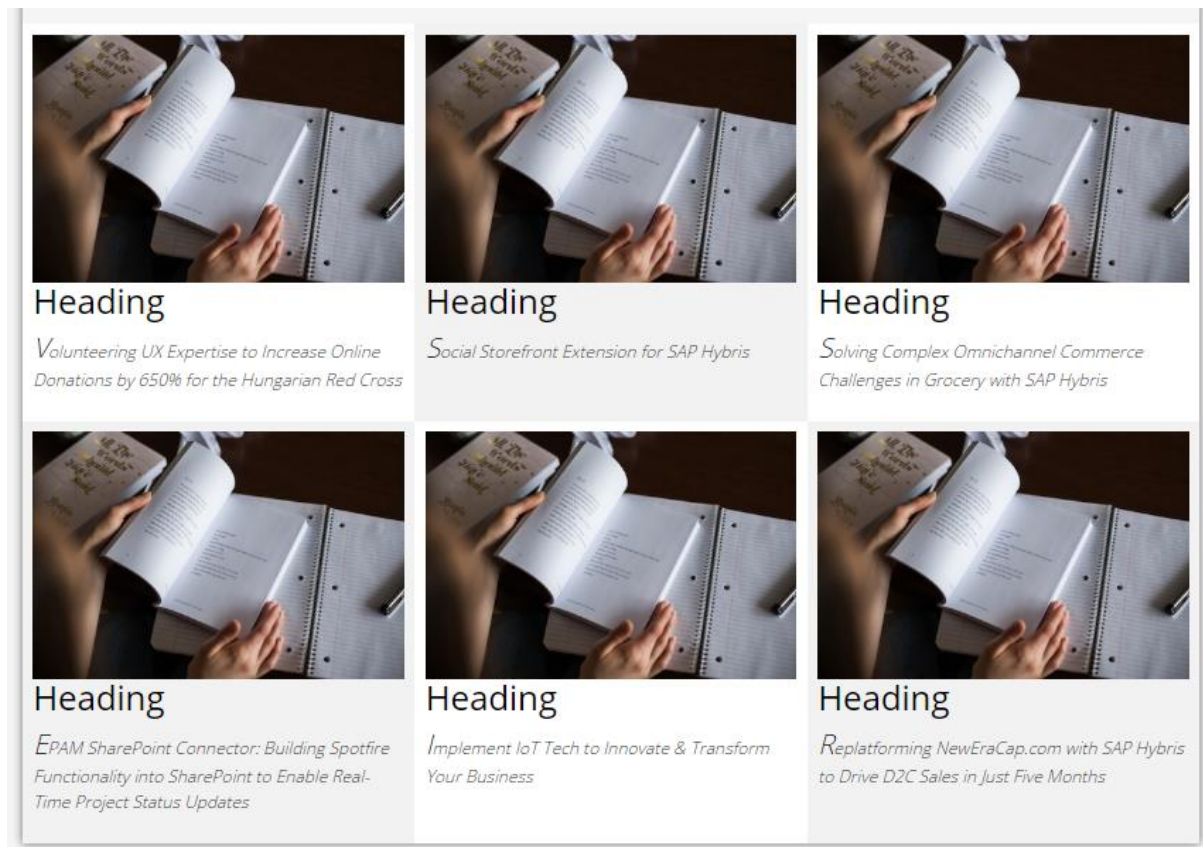 Heading
Heading
Heading
Volunteering UX Expertise to Increase Online
Donations by 650% for the Hungarian Red Cross
Social Storefront Extension for SAP Hybris
Solving Complex Omnichannel Commerce
Challenges in Grocery with SAP Hybris
Heading
Heading
Heading
EPAM SharePoint Connector: Building Spotfire
Functionality into SharePoint to Enable Real-
Time Project Status Updates
Implement IoT Tech to Innovate & Transform
Your Business
Replatforming NewEraCap.com with SAP Hybris
to Drive D2C Sales in Just Five Months